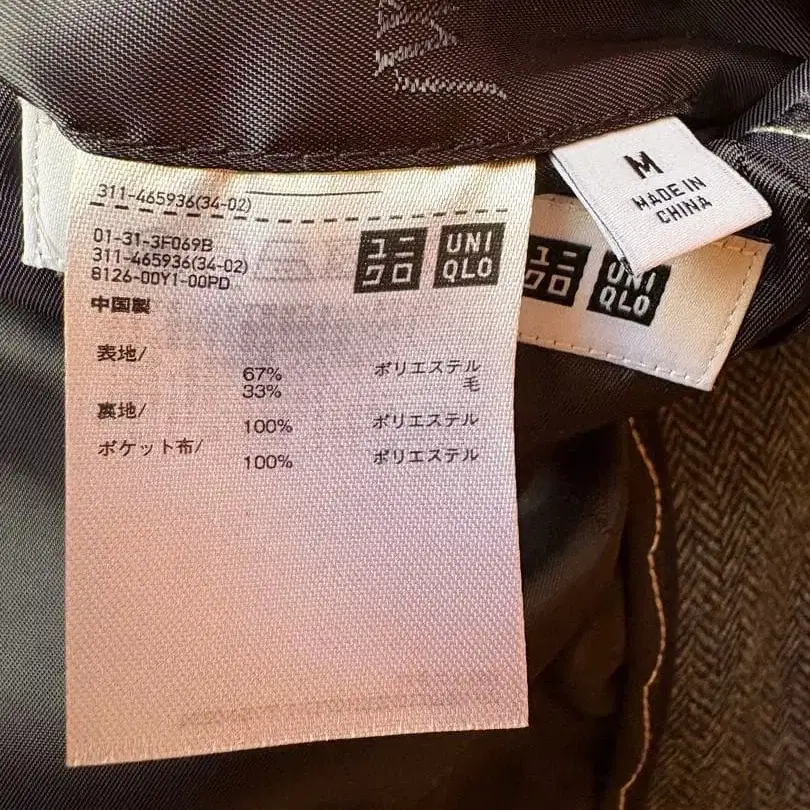 311-465936(34-02)
01-31-3F069B
311-465936(34-02)
8126-00Y1-00PD
ユニ
クロ
UNI
QLO
中国製
表地/
67% ポリエステル
33% 毛
裏地/
100% ポリエステル
ポケット布/
100% ポリエステル
M
MADE IN
CHINA
ユニ
クロ
UNI
QLO